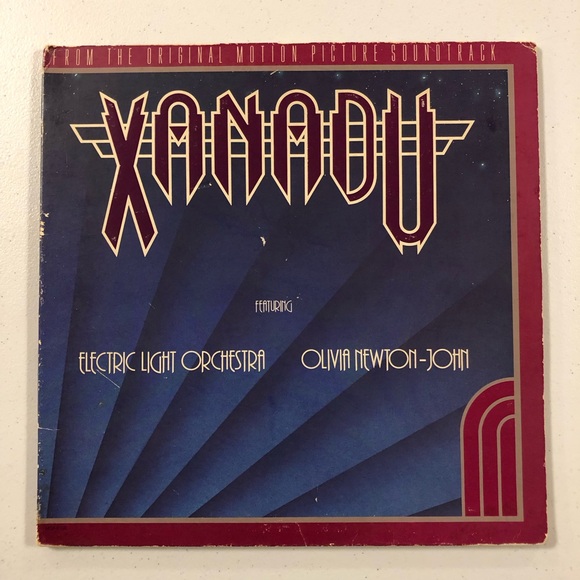 FROM THE ORIGINAL MOTION PICTURE SOUNDTRACK
XANADU
FEATURING
ELECTRIC LIGHT ORCHESTRA OLIVIA NEWTON-JOHN